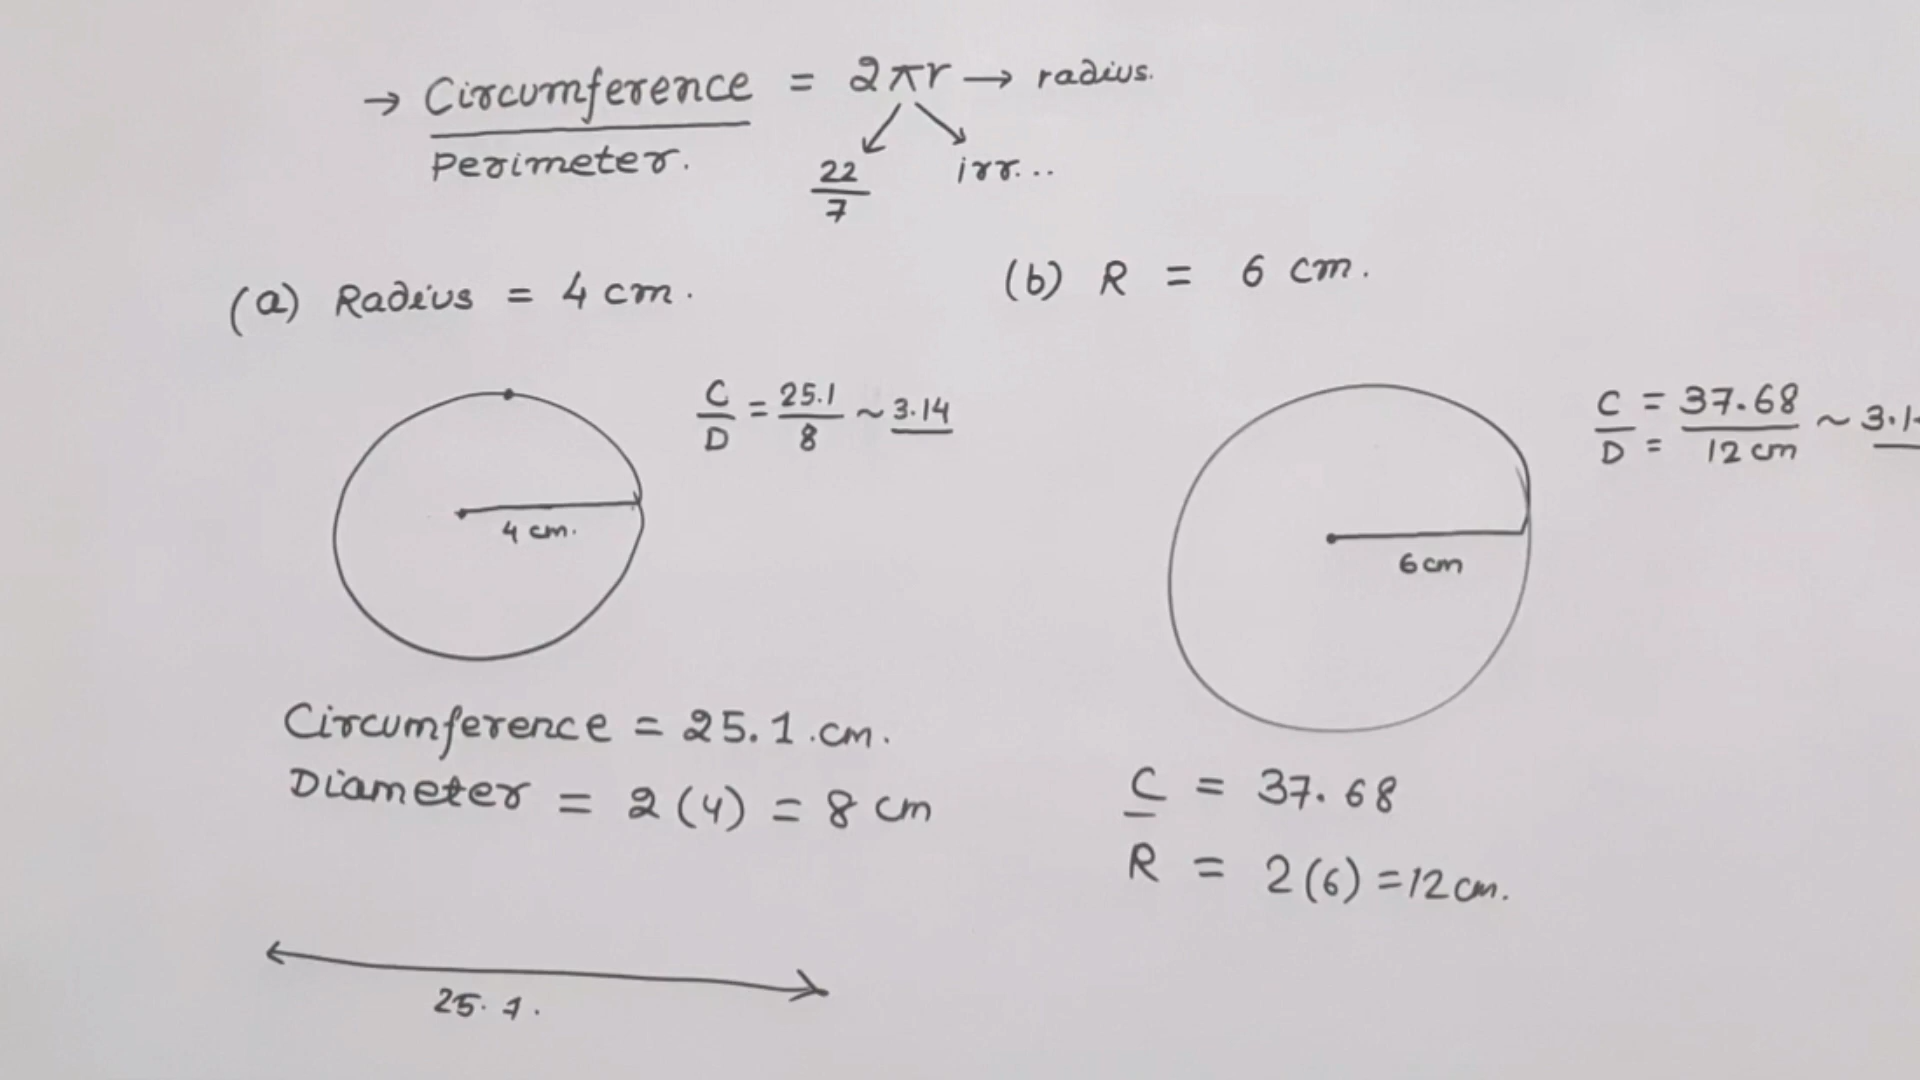 → Circumference = 2πr → radius.
Perimeter.
22/7
irr...
(a) Radius = 4 cm.
C/D = 25.1/8 ~ 3.14
4 cm.
Circumference = 25.1 .cm.
Diameter = 2 (4) = 8 cm
25.1.
(b) R = 6 cm.
C/D = 37.68/12 cm ~ 3.1
6 cm
C = 37.68
R = 2(6) = 12 cm.